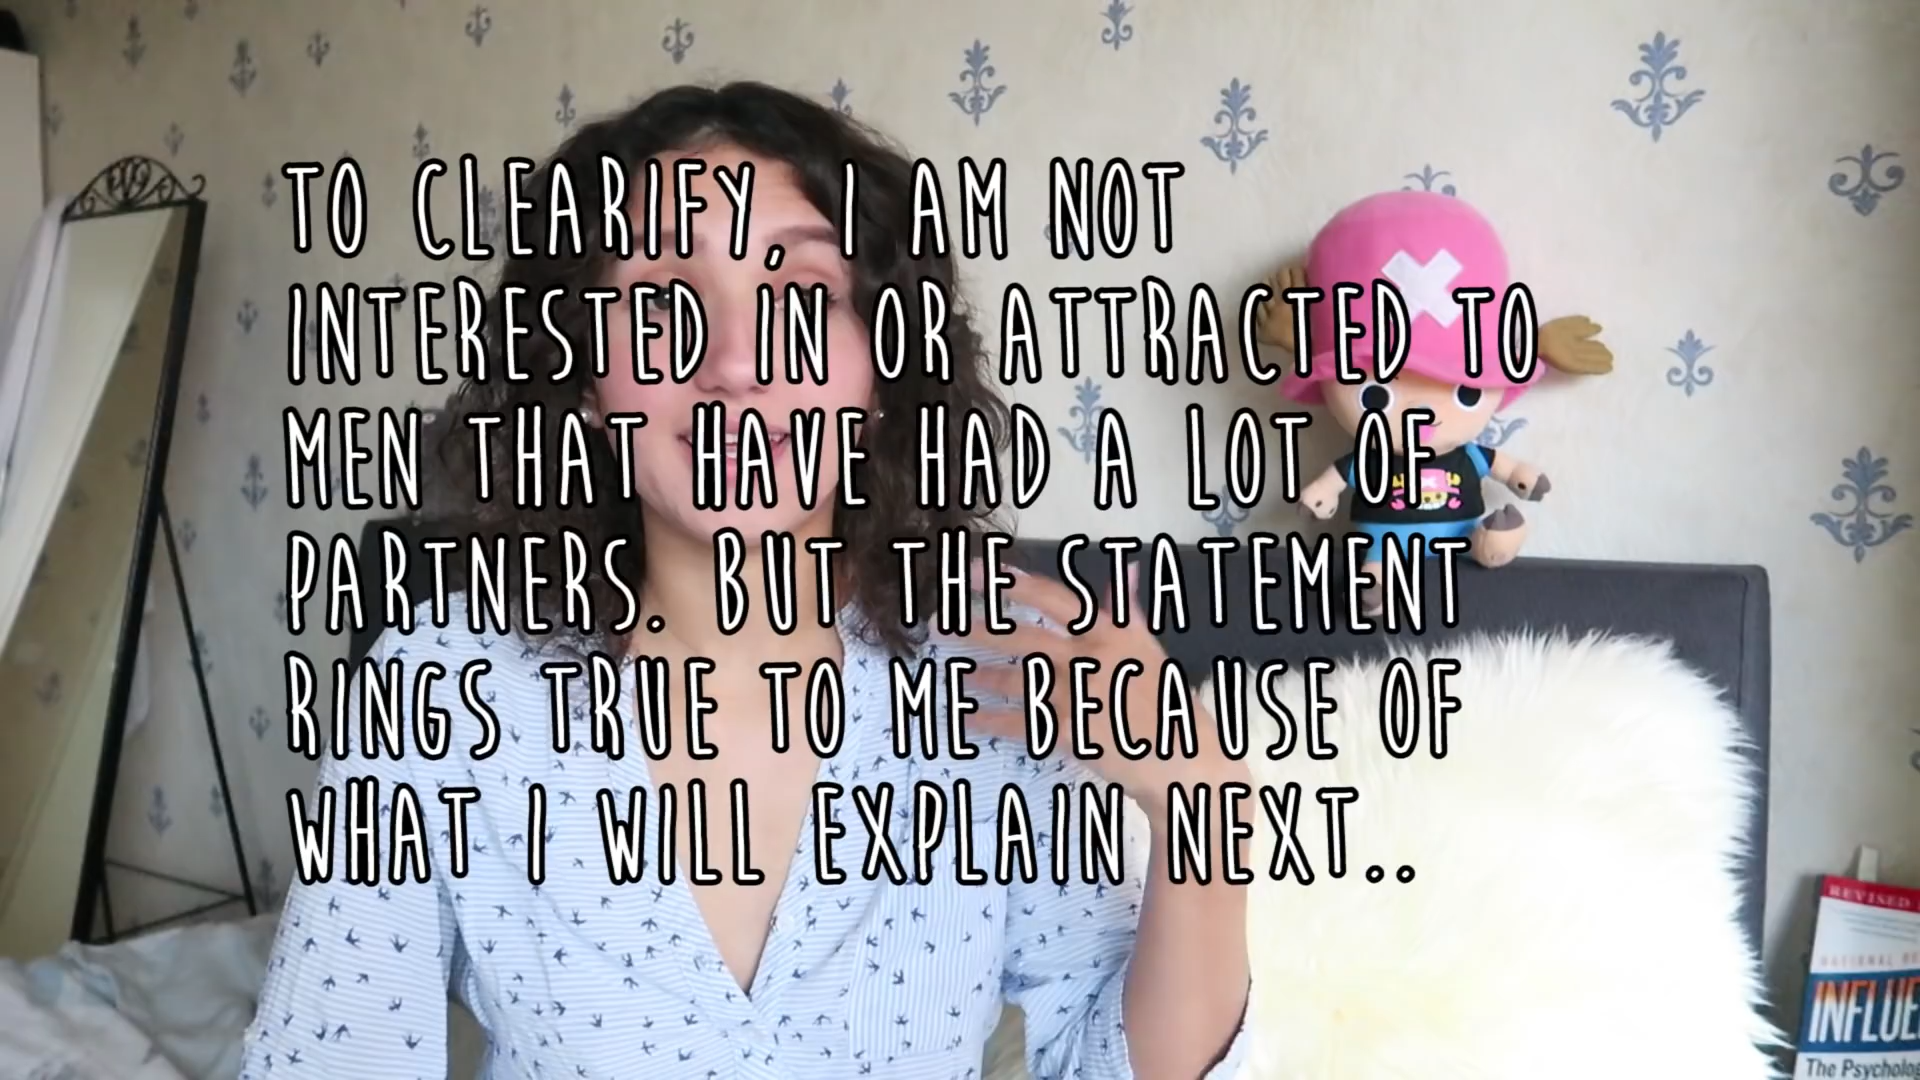 TO CLEARIFY, I AM NOT
INTERESTED IN OR ATTRACTED TO
MEN THAT HAVE HAD A LOT OF
PARTNERS. BUT THE STATEMENT
RINGS TRUE TO ME BECAUSE OF
WHAT I WILL EXPLAIN NEXT..
REVISED
INFLUE
The Psycholog